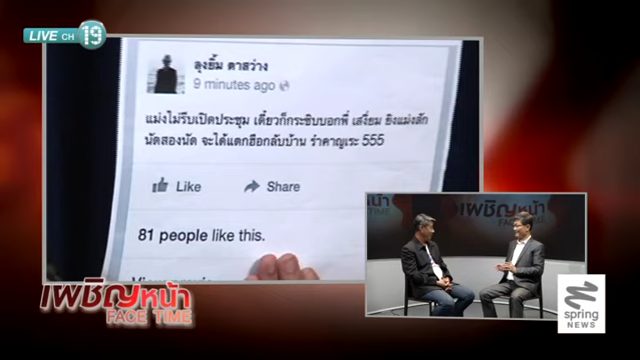 LIVE CH 19
ลุงยิ้ม ตาสว่าง
9 minutes ago
แม่งไม่รีบเปิดประชุม เดี๋ยวก็กระซิบบอกพี่ เสงี่ยม ยิงแม่งสัก
นัดสองนัด จะได้แตกฮือกลับบ้าน รำคาญเระ 555
Like Share
81 people like this.
เผชิญหน้า
FACE TIME
เผชิญหน้า
FACE TIME
spring
NEWS